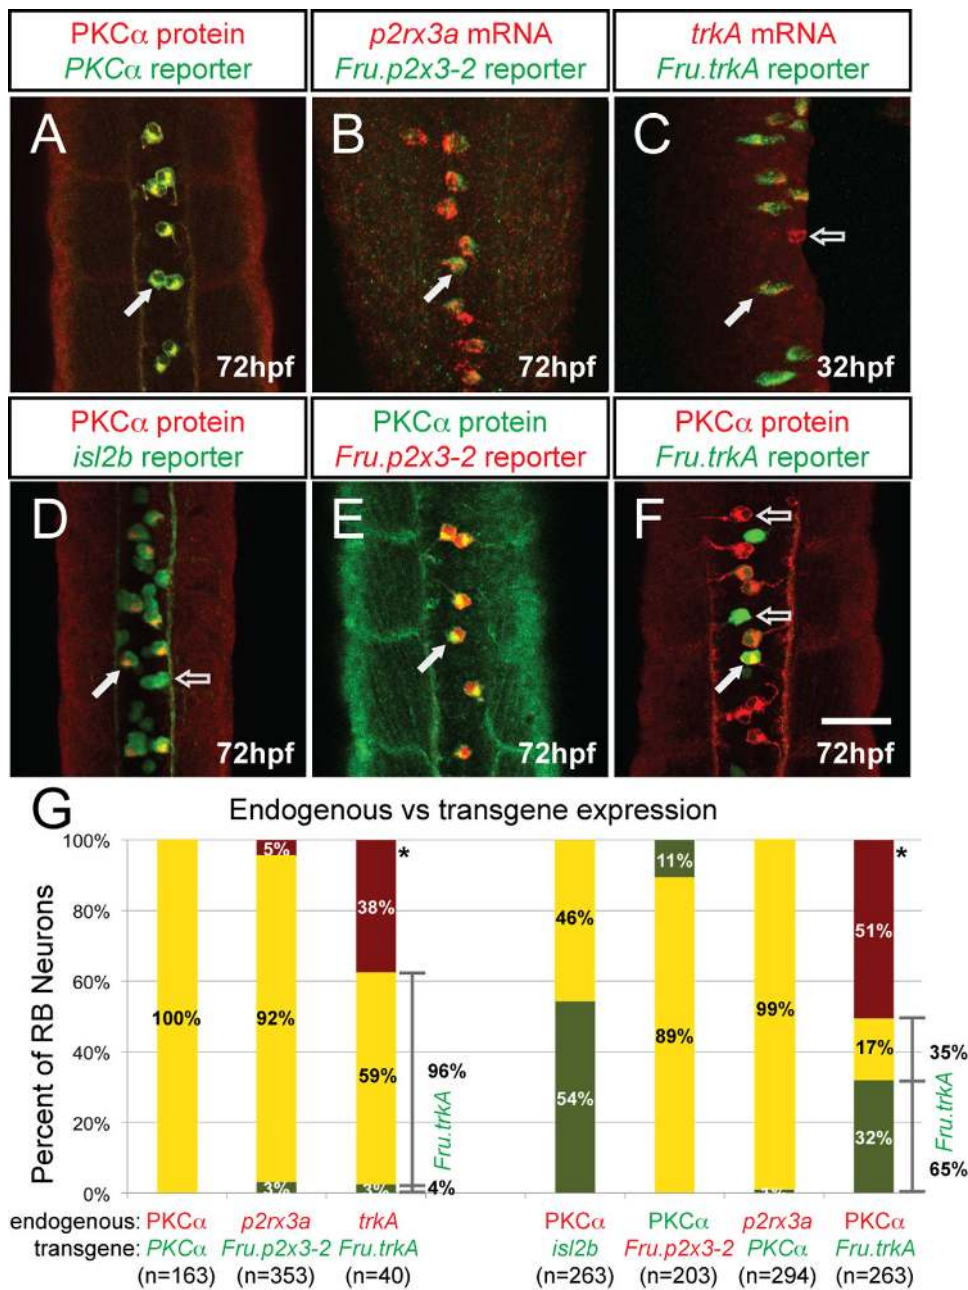 PKCα protein
PKCα reporter
p2rx3a mRNA
Fru.p2x3-2 reporter
trkA mRNA
Fru.trkA reporter
A
72hpf
B
72hpf
C
32hpf
PKCα protein
isl2b reporter
PKCα protein
Fru.p2x3-2 reporter
PKCα protein
Fru.trkA reporter
D
72hpf
E
72hpf
F
72hpf
G
Endogenous vs transgene expression
Percent of RB Neurons
100%
80%
60%
40%
20%
0%
100%
5%
92%
3%
*
38%
59%
3%
96%
Fru.trkA
4%
46%
54%
11%
89%
99%
*
51%
17%
32%
35%
Fru.trkA
65%
endogenous: PKCα p2rx3a trkA PKCα PKCα p2rx3a PKCα
transgene: PKCα Fru.p2x3-2 Fru.trkA isl2b Fru.p2x3-2 PKCα Fru.trkA
(n=163) (n=353) (n=40) (n=263) (n=203) (n=294) (n=263)